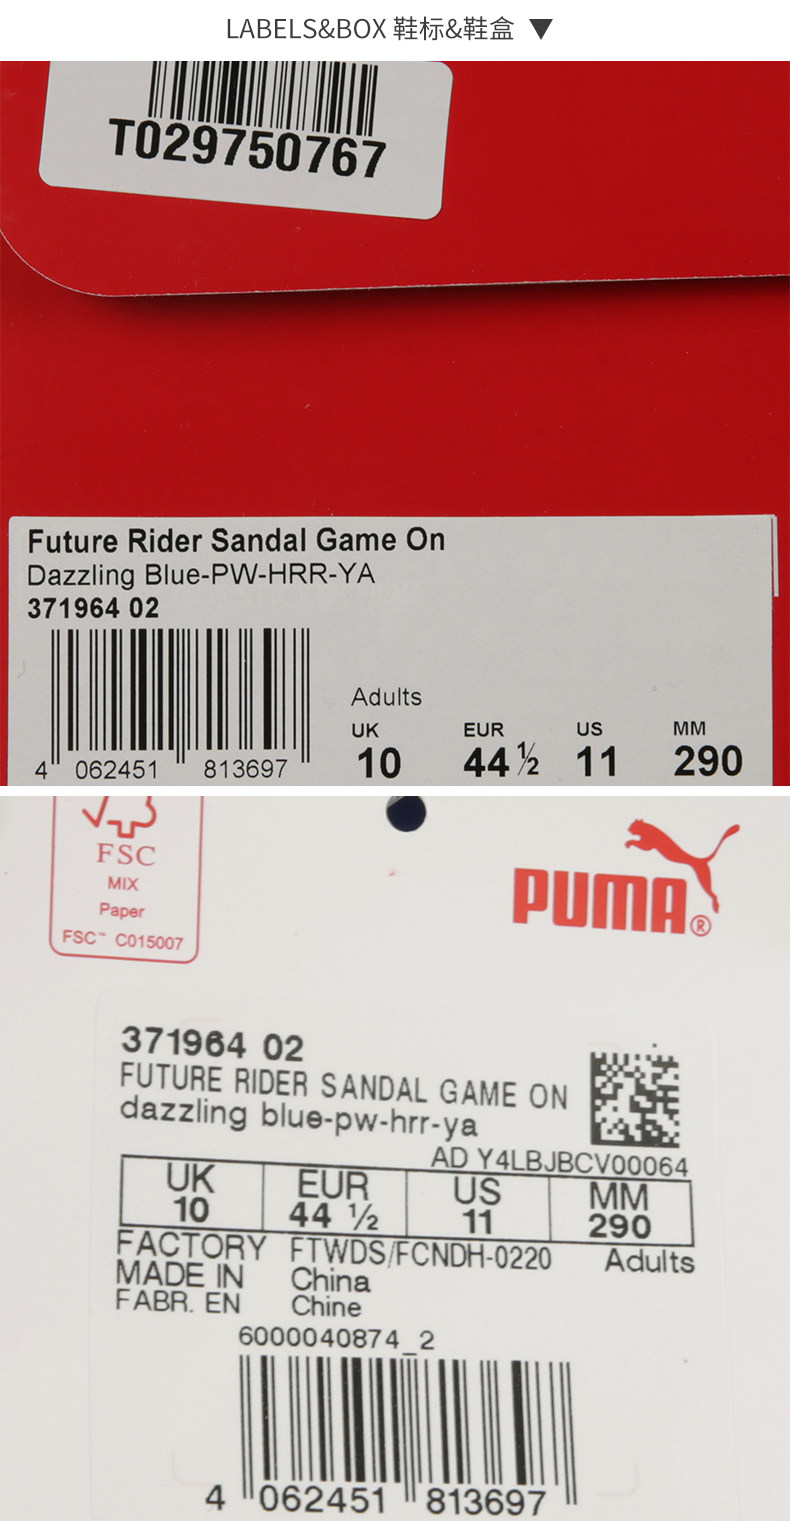 LABELS&BOX 鞋标&鞋盒 ▼
T029750767
Future Rider Sandal Game On
Dazzling Blue-PW-HRR-YA
371964 02
Adults
UK EUR US MM
10 44 ½ 11 290
4 062451 813697
FSC
MIX
Paper
FSC™ C015007
PUMA®
371964 02
FUTURE RIDER SANDAL GAME ON
dazzling blue-pw-hrr-ya
AD Y4LBJBCV00064
UK EUR US MM
10 44 ½ 11 290
FACTORY FTWDS/FCNDH-0220 Adults
MADE IN China
FABR. EN Chine
6000040874_2
4 062451 813697